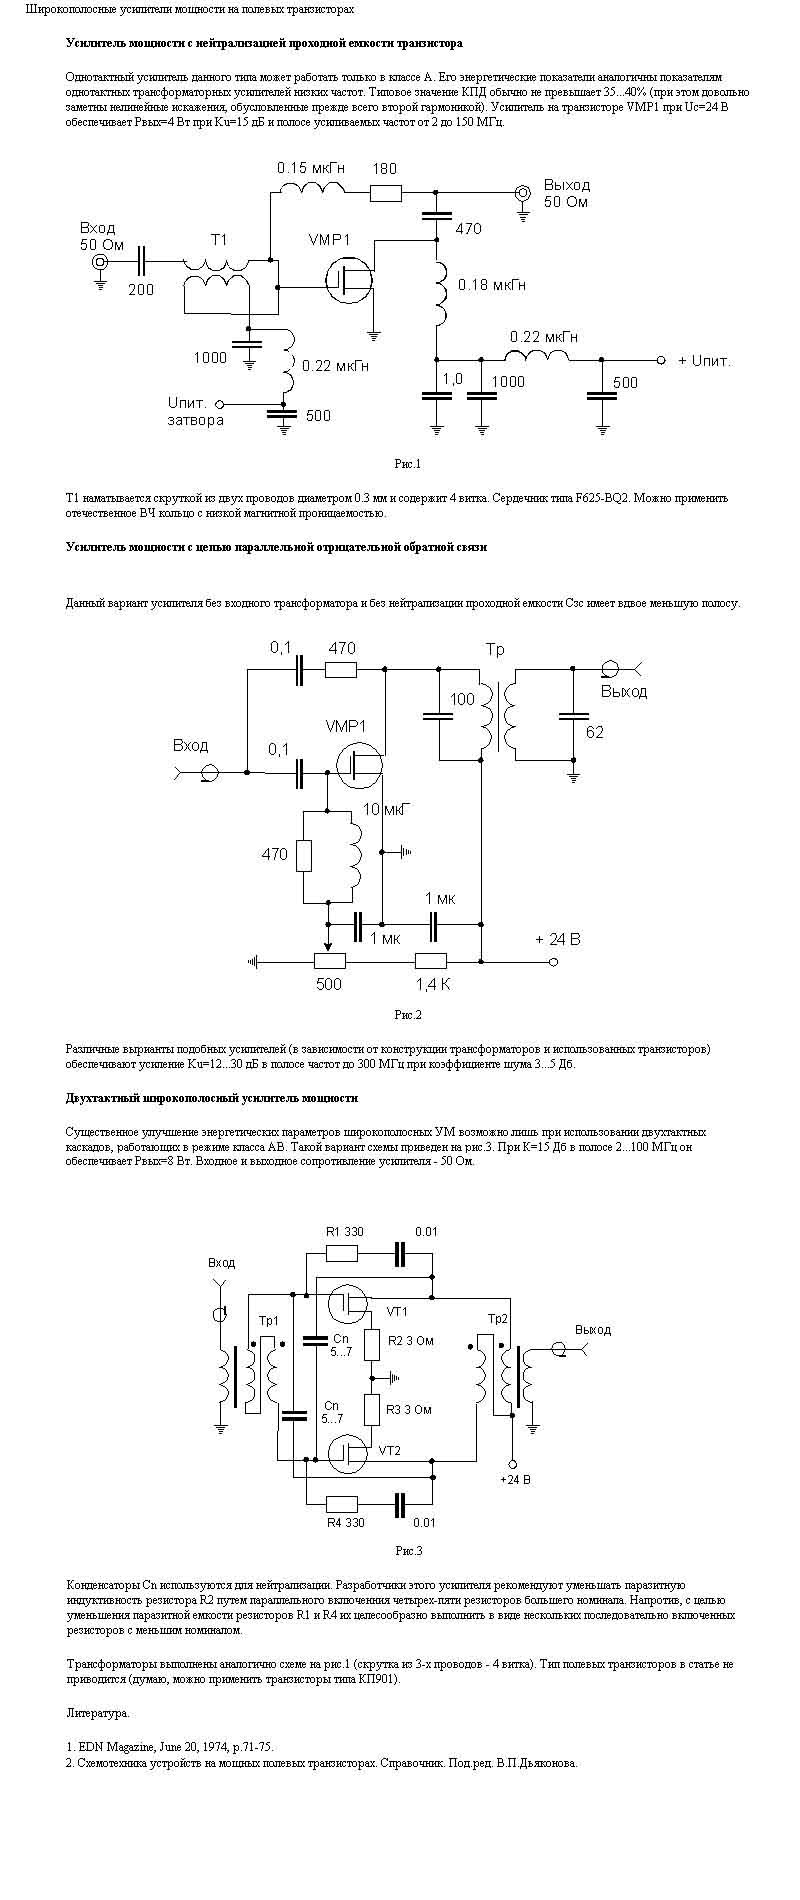 Широкополосные усилители мощности на полевых транзисторах
Усилитель мощности с нейтрализацией проходной емкости транзистора
Однотактный усилитель данного типа может работать только в классе А. Его энергетические показатели аналогичны показателям
однотактных трансформаторных усилителей низких частот. Типовое значение КПД обычно не превышает 35...40% (при этом довольно
заметны нелинейные искажения, обусловленные прежде всего второй гармоникой). Усилитель на транзисторе VMP1 при Uc=24 В
обеспечивает Рвых=4 Вт при Ku=15 дБ и полосе усиливаемых частот от 2 до 150 МГц.
0.15 мкГн
180
Выход
50 Ом
470
Вход
50 Ом
T1
VMP1
200
0.18 мкГн
1000
0.22 мкГн
0.22 мкГн
+ Uпит.
1,0
1000
500
Uпит.
затвора
500
Рис.1
Т1 наматывается скруткой из двух проводов диаметром 0.3 мм и содержит 4 витка. Сердечник типа F625-BQ2. Можно применить
отечественное ВЧ кольцо с низкой магнитной проницаемостью.
Усилитель мощности с цепью параллельной отрицательной обратной связи
Данный вариант усилителя без входного трансформатора и без нейтрализации проходной емкости Сзс имеет вдвое меньшую полосу.
0,1
470
Тр
100
Выход
VMP1
62
Вход
0,1
10 мкГ
470
1 мк
1 мк
+ 24 В
500
1,4 К
Рис.2
Различные вырианты подобных усилителей (в зависимости от конструкции трансформаторов и использованных транзисторов)
обеспечивают усиление Ku=12...30 дБ в полосе частот до 300 МГц при коэффициенте шума 3...5 Дб.
Двухтактный широкополосный усилитель мощности
Существенное улучшение энергетических параметров широкополосных УМ возможно лишь при использовании двухтактных
каскадов, работающих в режиме класса АВ. Такой вариант схемы приведен на рис.3. При К=15 Дб в полосе 2...100 МГц он
обеспечивает Рвых=8 Вт. Входное и выходное сопротивление усилителя - 50 Ом.
R1 330
0.01
Вход
VT1
Тр1
Тр2
Выход
Сп
5...7
R2 3 Ом
Сп
5...7
R3 3 Ом
VT2
+24 В
R4 330
0.01
Рис.3
Конденсаторы Сп используются для нейтрализации. Разработчики этого усилителя рекомендуют уменьшать паразитную
индуктивность резистора R2 путем параллельного включенния четырех-пяти резисторов большего номинала. Напротив, с целью
уменьшения паразитной емкости резисторов R1 и R4 их целесообразно выполнить в виде нескольких последовательно включенных
резисторов с меньшим номиналом.
Трансформаторы выполнены аналогично схеме на рис.1 (скрутка из 3-х проводов - 4 витка). Тип полевых транзисторов в статье не
приводится (думаю, можно применить транзисторы типа КП901).
Литература.
1. EDN Magazine, June 20, 1974, p.71-75.
2. Схемотехника устройств на мощных полевых транзисторах. Справочник. Под.ред. В.П.Дьяконова.